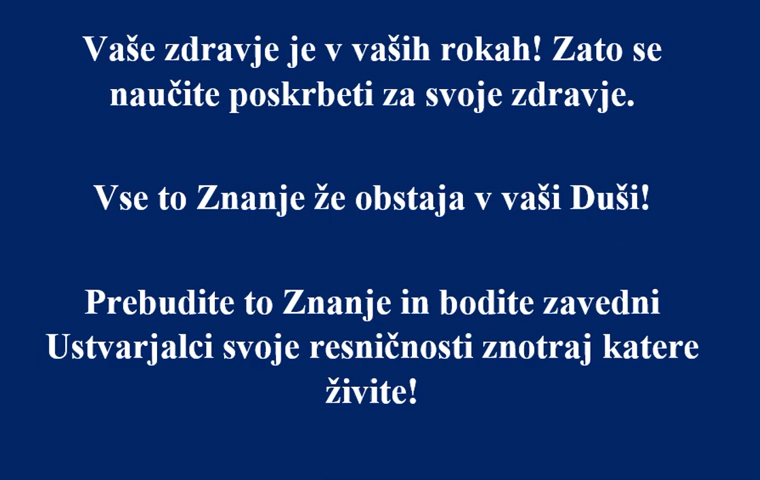 Vaše zdravje je v vaših rokah! Zato se
naučite poskrbeti za svoje zdravje.
Vse to Znanje že obstaja v vaši Duši!
Prebudite to Znanje in bodite zavedni
Ustvarjalci svoje resničnosti znotraj katere
živite!